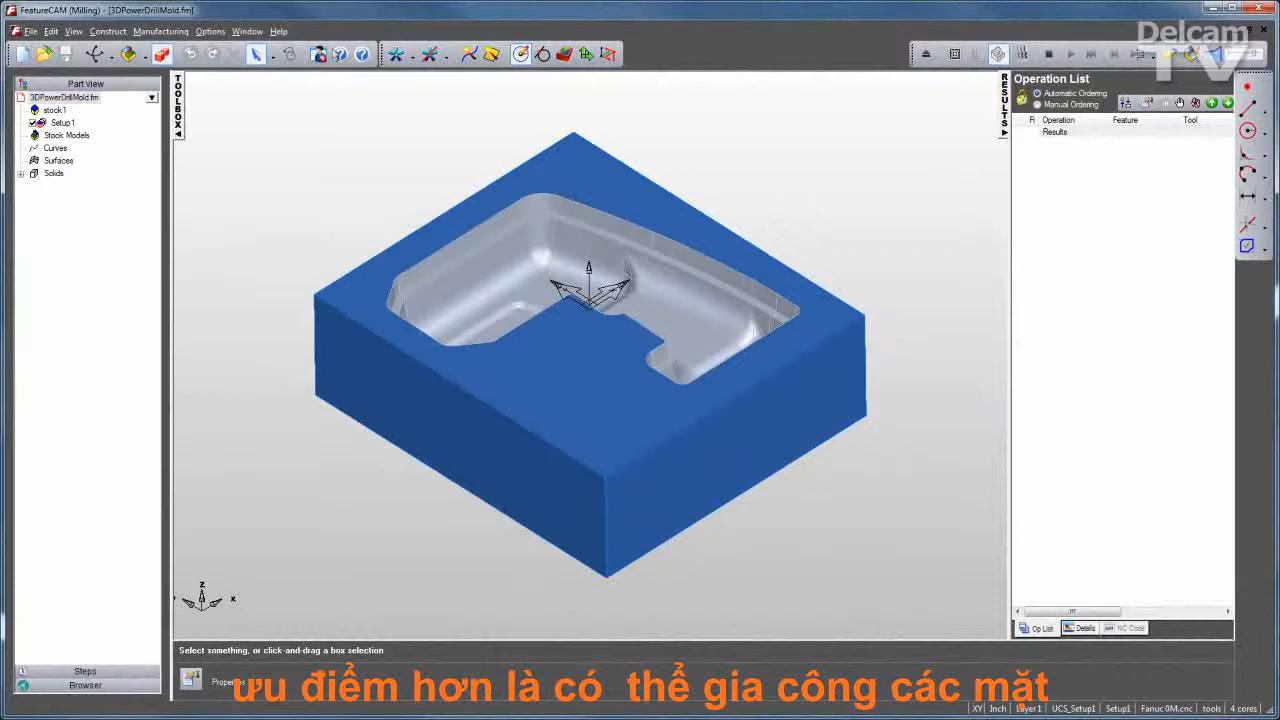 FeatureCAM (Milling) - [3DPowerDrillMold.fm]
File Edit View Construct Manufacturing Options Window Help
Delcam
TV
Part View
3DPowerDrillMold.fm
stock1
Setup1
Stock Models
Curves
Surfaces
Solids
TOOLBOX
RESULTS
Operation List
Automatic Ordering
Manual Ordering
R Operation Feature Tool
Results
Z
X
Op List Details NC Code
Select something, or click-and-drag a box selection
Steps
Browser
Properties
ưu điểm hơn là có thể gia công các mặt
XY Inch Layer1 UCS_Setup1 Setup1 Fanuc 0M.cnc tools 4 cores